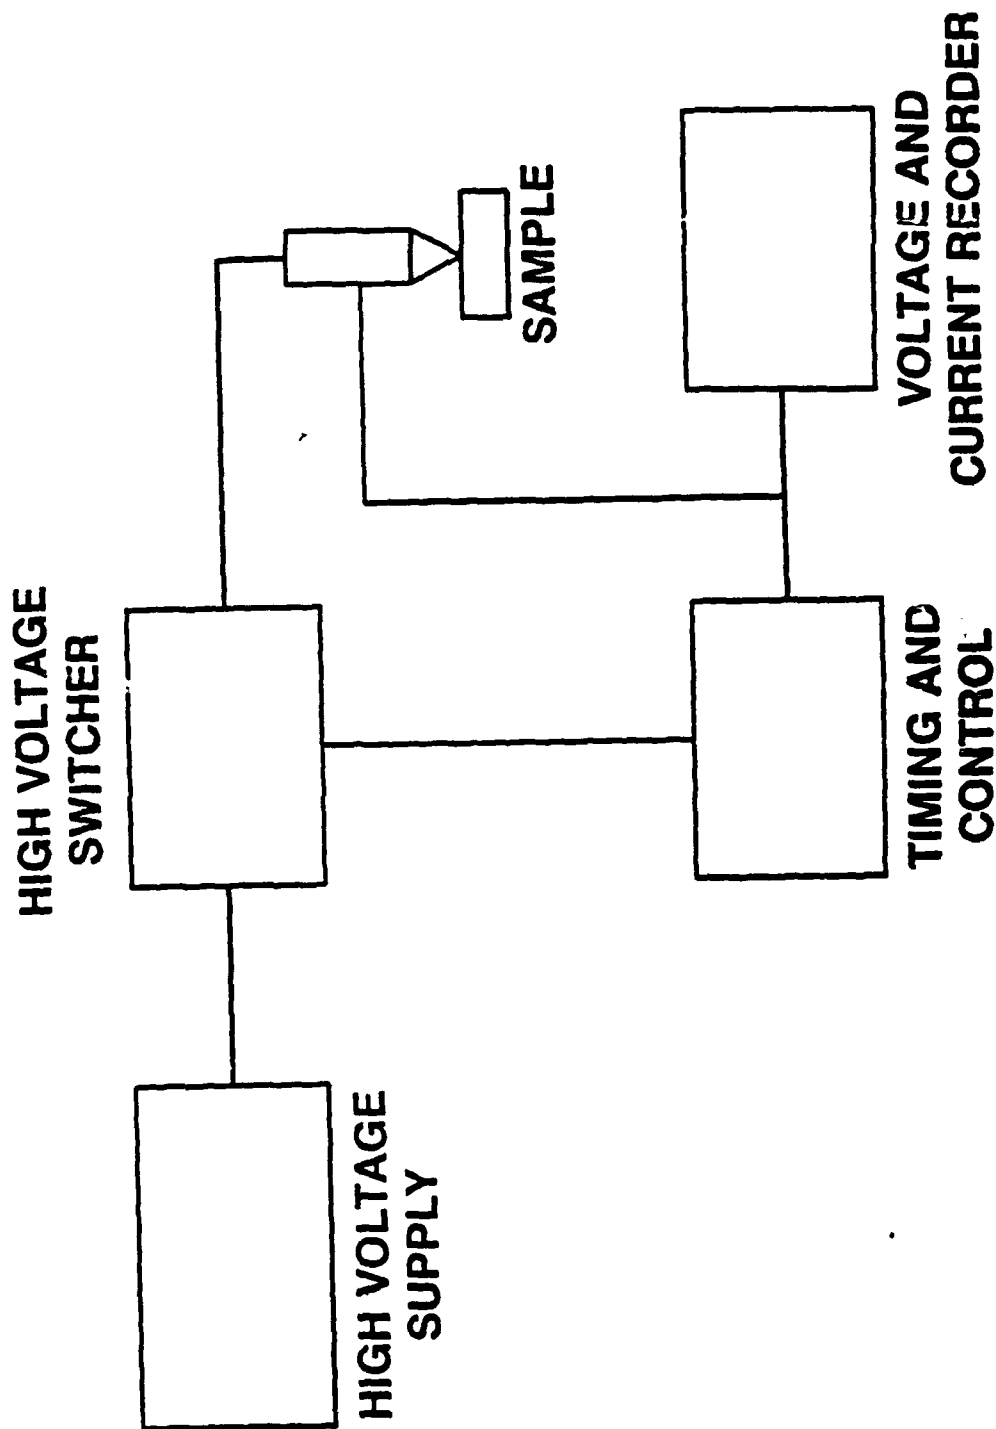 HIGH VOLTAGE
SUPPLY
HIGH VOLTAGE
SWITCHER
SAMPLE
TIMING AND
CONTROL
VOLTAGE AND
CURRENT RECORDER